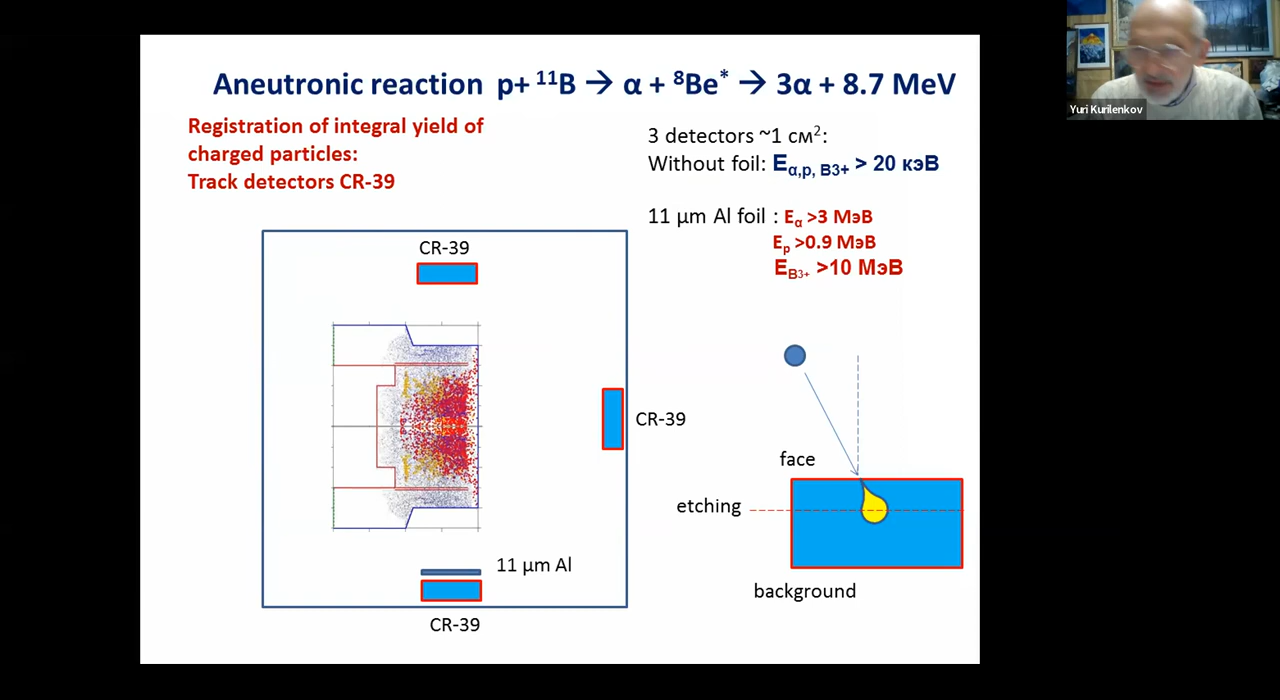 Aneutronic reaction p+ ¹¹B → α + ⁸Be* → 3α + 8.7 MeV
Yuri Kurilenkov
Registration of integral yield of
charged particles:
Track detectors CR-39
3 detectors ~1 см²:
Without foil: Eα,p, B3+ > 20 кэВ
11 µm Al foil : Eα >3 МэВ
Ep >0.9 МэВ
EB3+ >10 МэВ
CR-39
CR-39
11 µm Al
CR-39
face
etching
background